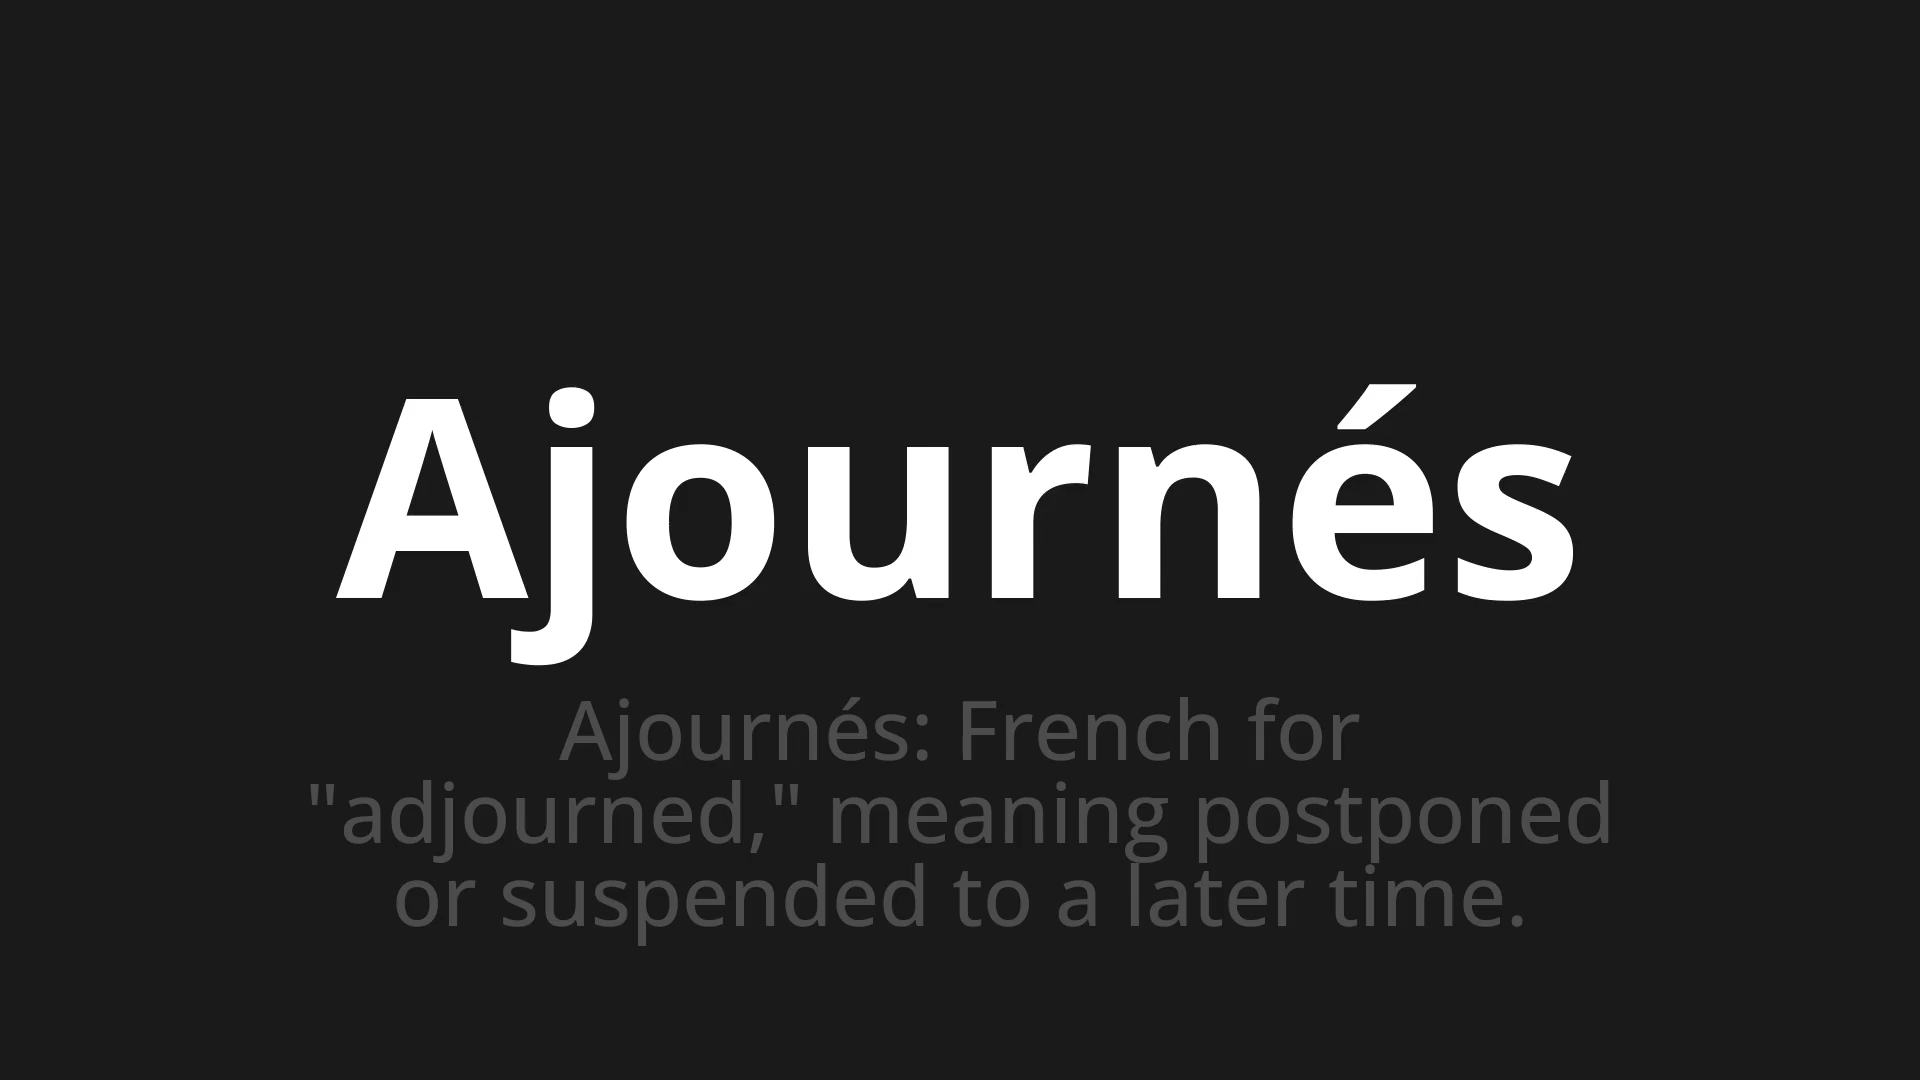 Ajournés
Ajournés: French for
"adjourned," meaning postponed
or suspended to a later time.